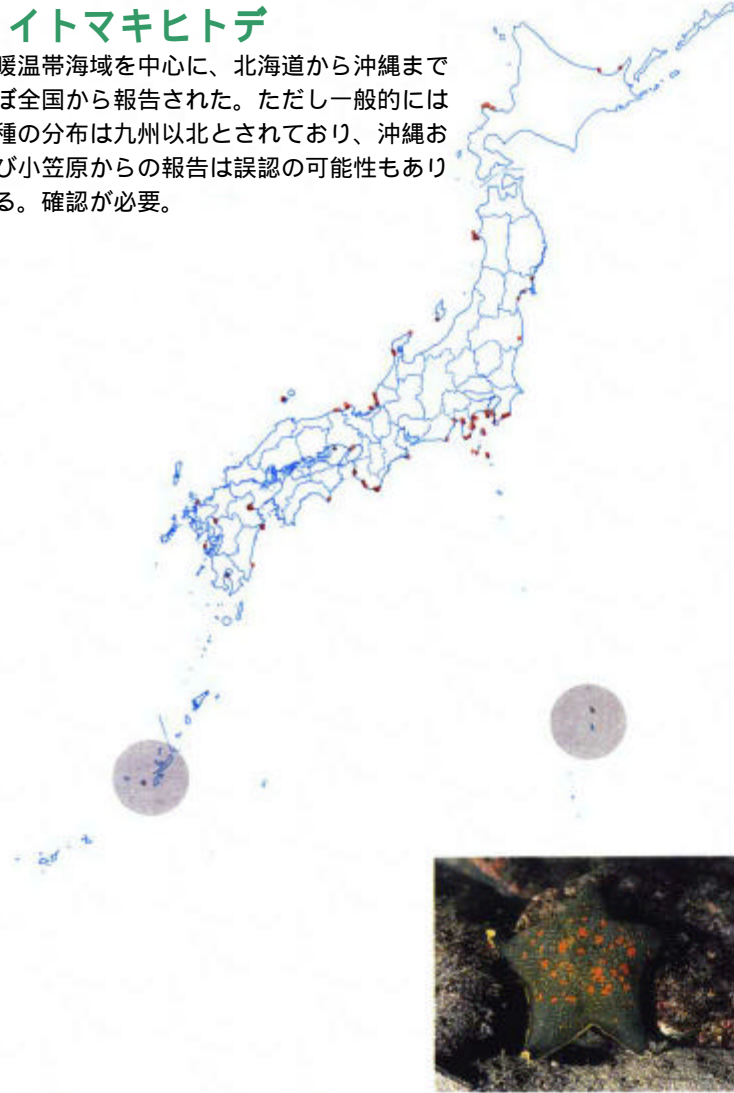 イトマキヒトデ
暖温帯海域を中心に、北海道から沖縄まで
ぼ全国から報告された。ただし一般的には
種の分布は九州以北とされており、沖縄お
び小笠原からの報告は誤認の可能性もあり
る。確認が必要。